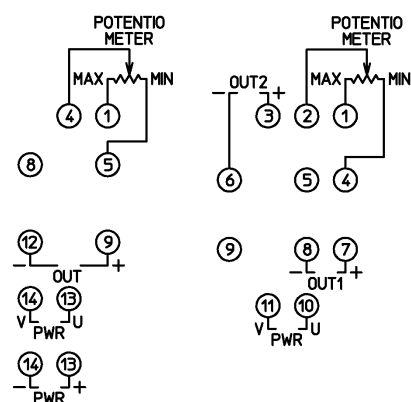 POTENTIO
METER
MAX MIN
4 1
8 5
12 9
- OUT +
14 13
V PWR U
14 13
- PWR +
POTENTIO
METER
OUT2 MAX MIN
- +
3 2 1
6 5 4
9 8 7
- OUT1 +
11 10
V PWR U